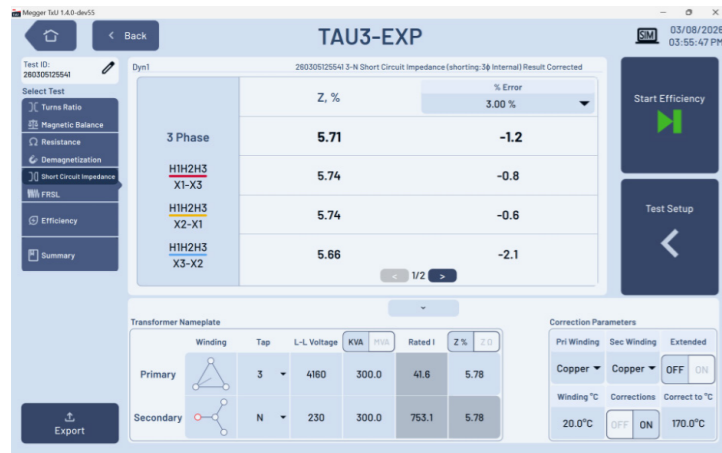 Megger TxU 1.4.0-dev55
Back
TAU3-EXP
SIM
03/08/2026
03:55:47 PM
Test ID:
260305125541
Select Test
Turns Ratio
Magnetic Balance
Resistance
Demagnetization
Short Circuit Impedance
FRSL
Efficiency
Summary
Export
Dyn1
260305125541 3-N Short Circuit Impedance (shorting: 3ϕ Internal) Result Corrected
Z, %
% Error
3.00 %
3 Phase 5.71 -1.2
H1H2H3
X1-X3
5.74 -0.8
H1H2H3
X2-X1
5.74 -0.6
H1H2H3
X3-X2
5.66 -2.1
< 1/2 >
Start Efficiency
Test Setup
Transformer Nameplate
Winding Tap L-L Voltage KVA MVA Rated I Z % Z Ω
Primary 3 4160 300.0 41.6 5.78
Secondary N 230 300.0 753.1 5.78
Correction Parameters
Pri Winding Sec Winding Extended
Copper Copper OFF ON
Winding °C Corrections Correct to °C
20.0°C OFF ON 170.0°C